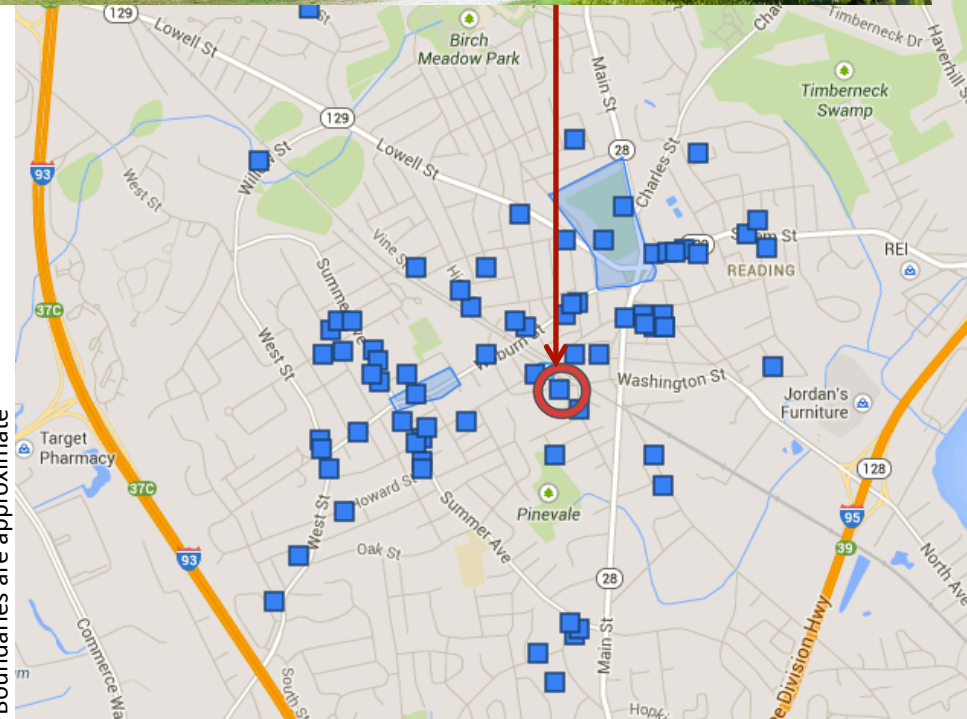 129
Lowell St
St
Birch
Meadow Park
Main St
Timberneck Dr
Haverhill S
Timberneck
Swamp
129
28
Charles St
Lowell St
93
West St
St
Vine St
St
REI
READING
37C
Summer Ave
West St
Woburn St
Washington St
Jordan's
Furniture
Target
Pharmacy
128
37C
Howard St
Pinevale
95
West St
Summer Ave
Oak St
39
93
28
North Ave
Main St
Commerce Wa
South St
e Division Hwy
Hopki
m
Boundaries are approximate